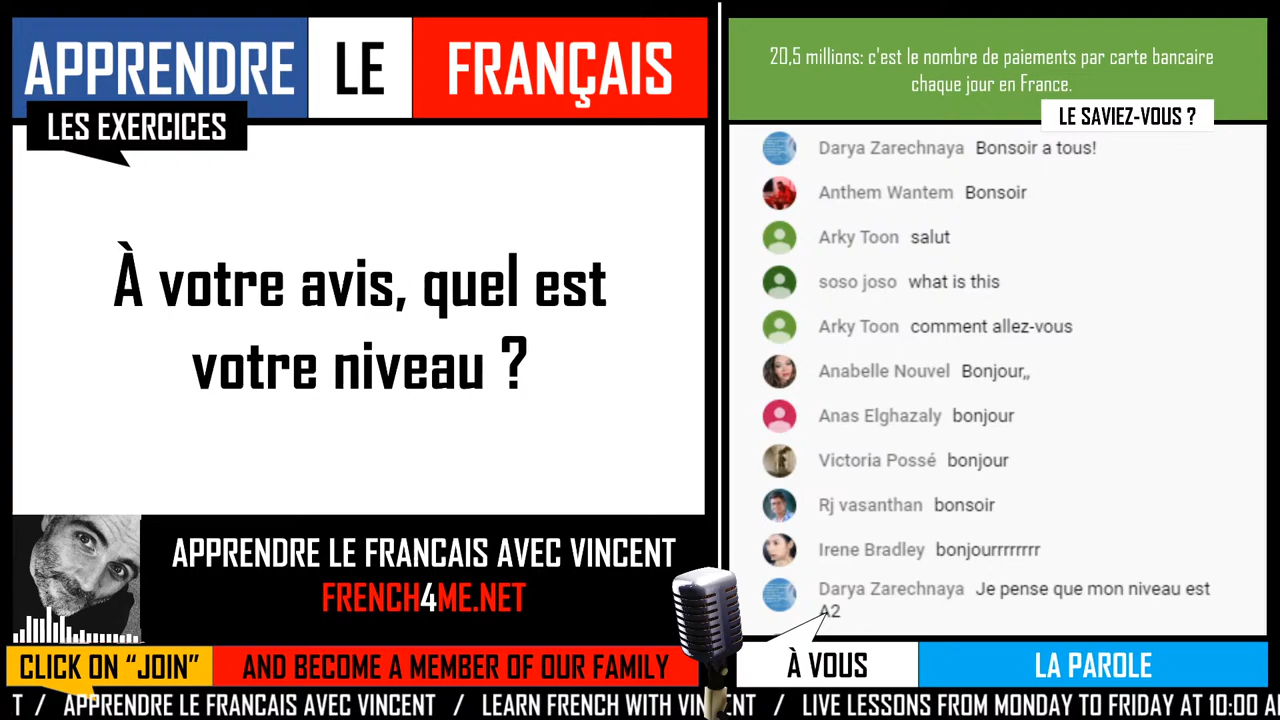 APPRENDRE LE FRANÇAIS
LES EXERCICES
À votre avis, quel est
votre niveau ?
APPRENDRE LE FRANCAIS AVEC VINCENT
FRENCH4ME.NET
CLICK ON “JOIN” AND BECOME A MEMBER OF OUR FAMILY
20,5 millions: c'est le nombre de paiements par carte bancaire
chaque jour en France.
LE SAVIEZ-VOUS ?
Darya Zarechnaya Bonsoir a tous!
Anthem Wantem Bonsoir
Arky Toon salut
soso joso what is this
Arky Toon comment allez-vous
Anabelle Nouvel Bonjour,,
Anas Elghazaly bonjour
Victoria Possé bonjour
Rj vasanthan bonsoir
Irene Bradley bonjourrrrrrrr
Darya Zarechnaya Je pense que mon niveau est
A2
À VOUS LA PAROLE
T / APPRENDRE LE FRANCAIS AVEC VINCENT / LEARN FRENCH WITH VINCENT / LIVE LESSONS FROM MONDAY TO FRIDAY AT 10:00 A